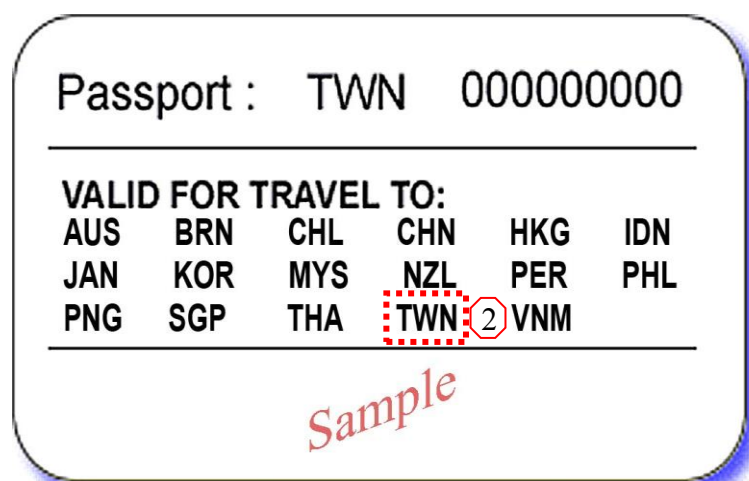 Passport : TWN 000000000
VALID FOR TRAVEL TO:
AUS BRN CHL CHN HKG IDN
JAN KOR MYS NZL PER PHL
PNG SGP THA TWN 2 VNM
Sample